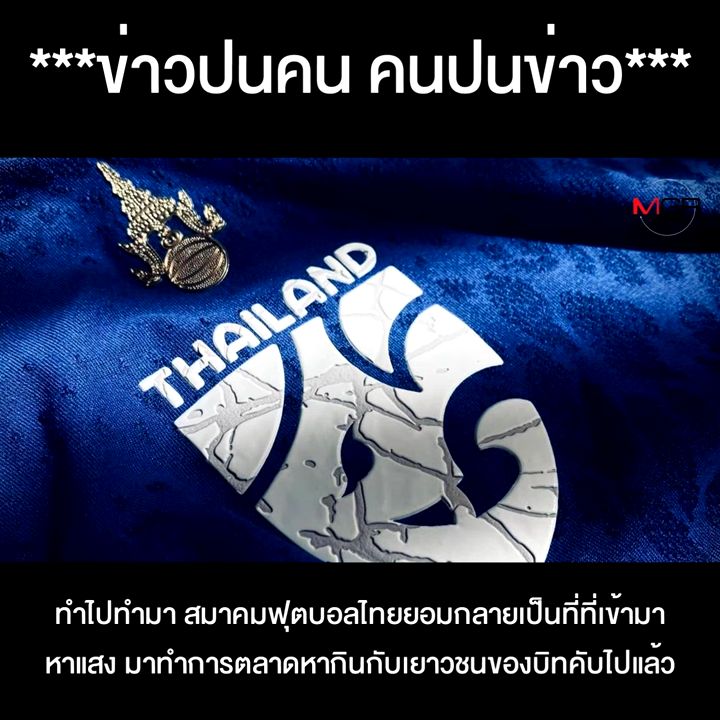 ***ข่าวปนคน คนปนข่าว***
THAILAND
ทำไปทำมา สมาคมฟุตบอลไทยยอมกลายเป็นที่ที่เข้ามา
หาแสง มาทำการตลาดหากินกับเยาวชนของบิทคับไปแล้ว